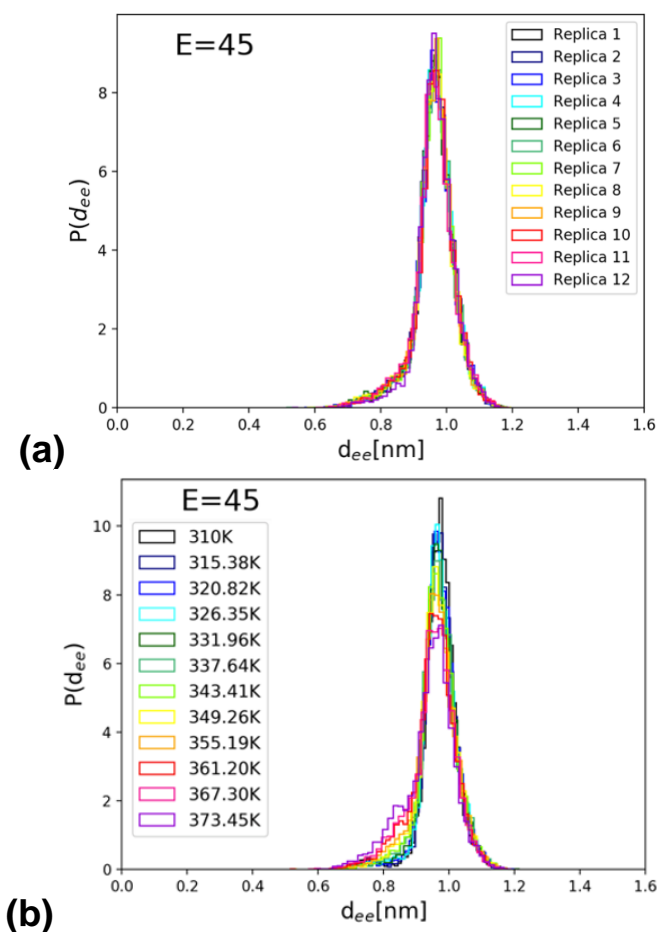 E=45
Replica 1
Replica 2
Replica 3
Replica 4
Replica 5
Replica 6
Replica 7
Replica 8
Replica 9
Replica 10
Replica 11
Replica 12
P(d_ee)
8
6
4
2
0
0.0 0.2 0.4 0.6 0.8 1.0 1.2 1.4 1.6
d_ee[nm]
(a)
E=45
310K
315.38K
320.82K
326.35K
331.96K
337.64K
343.41K
349.26K
355.19K
361.20K
367.30K
373.45K
P(d_ee)
10
8
6
4
2
0
0.0 0.2 0.4 0.6 0.8 1.0 1.2 1.4 1.6
d_ee[nm]
(b)